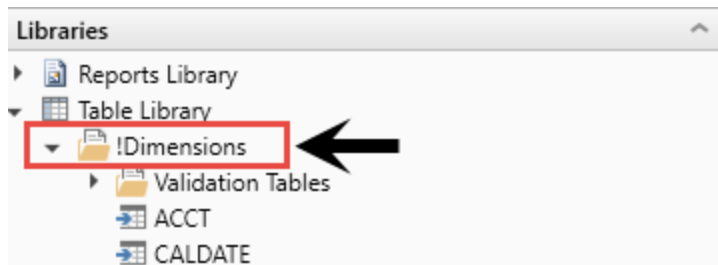 Libraries
Reports Library
Table Library
!Dimensions
Validation Tables
ACCT
CALDATE